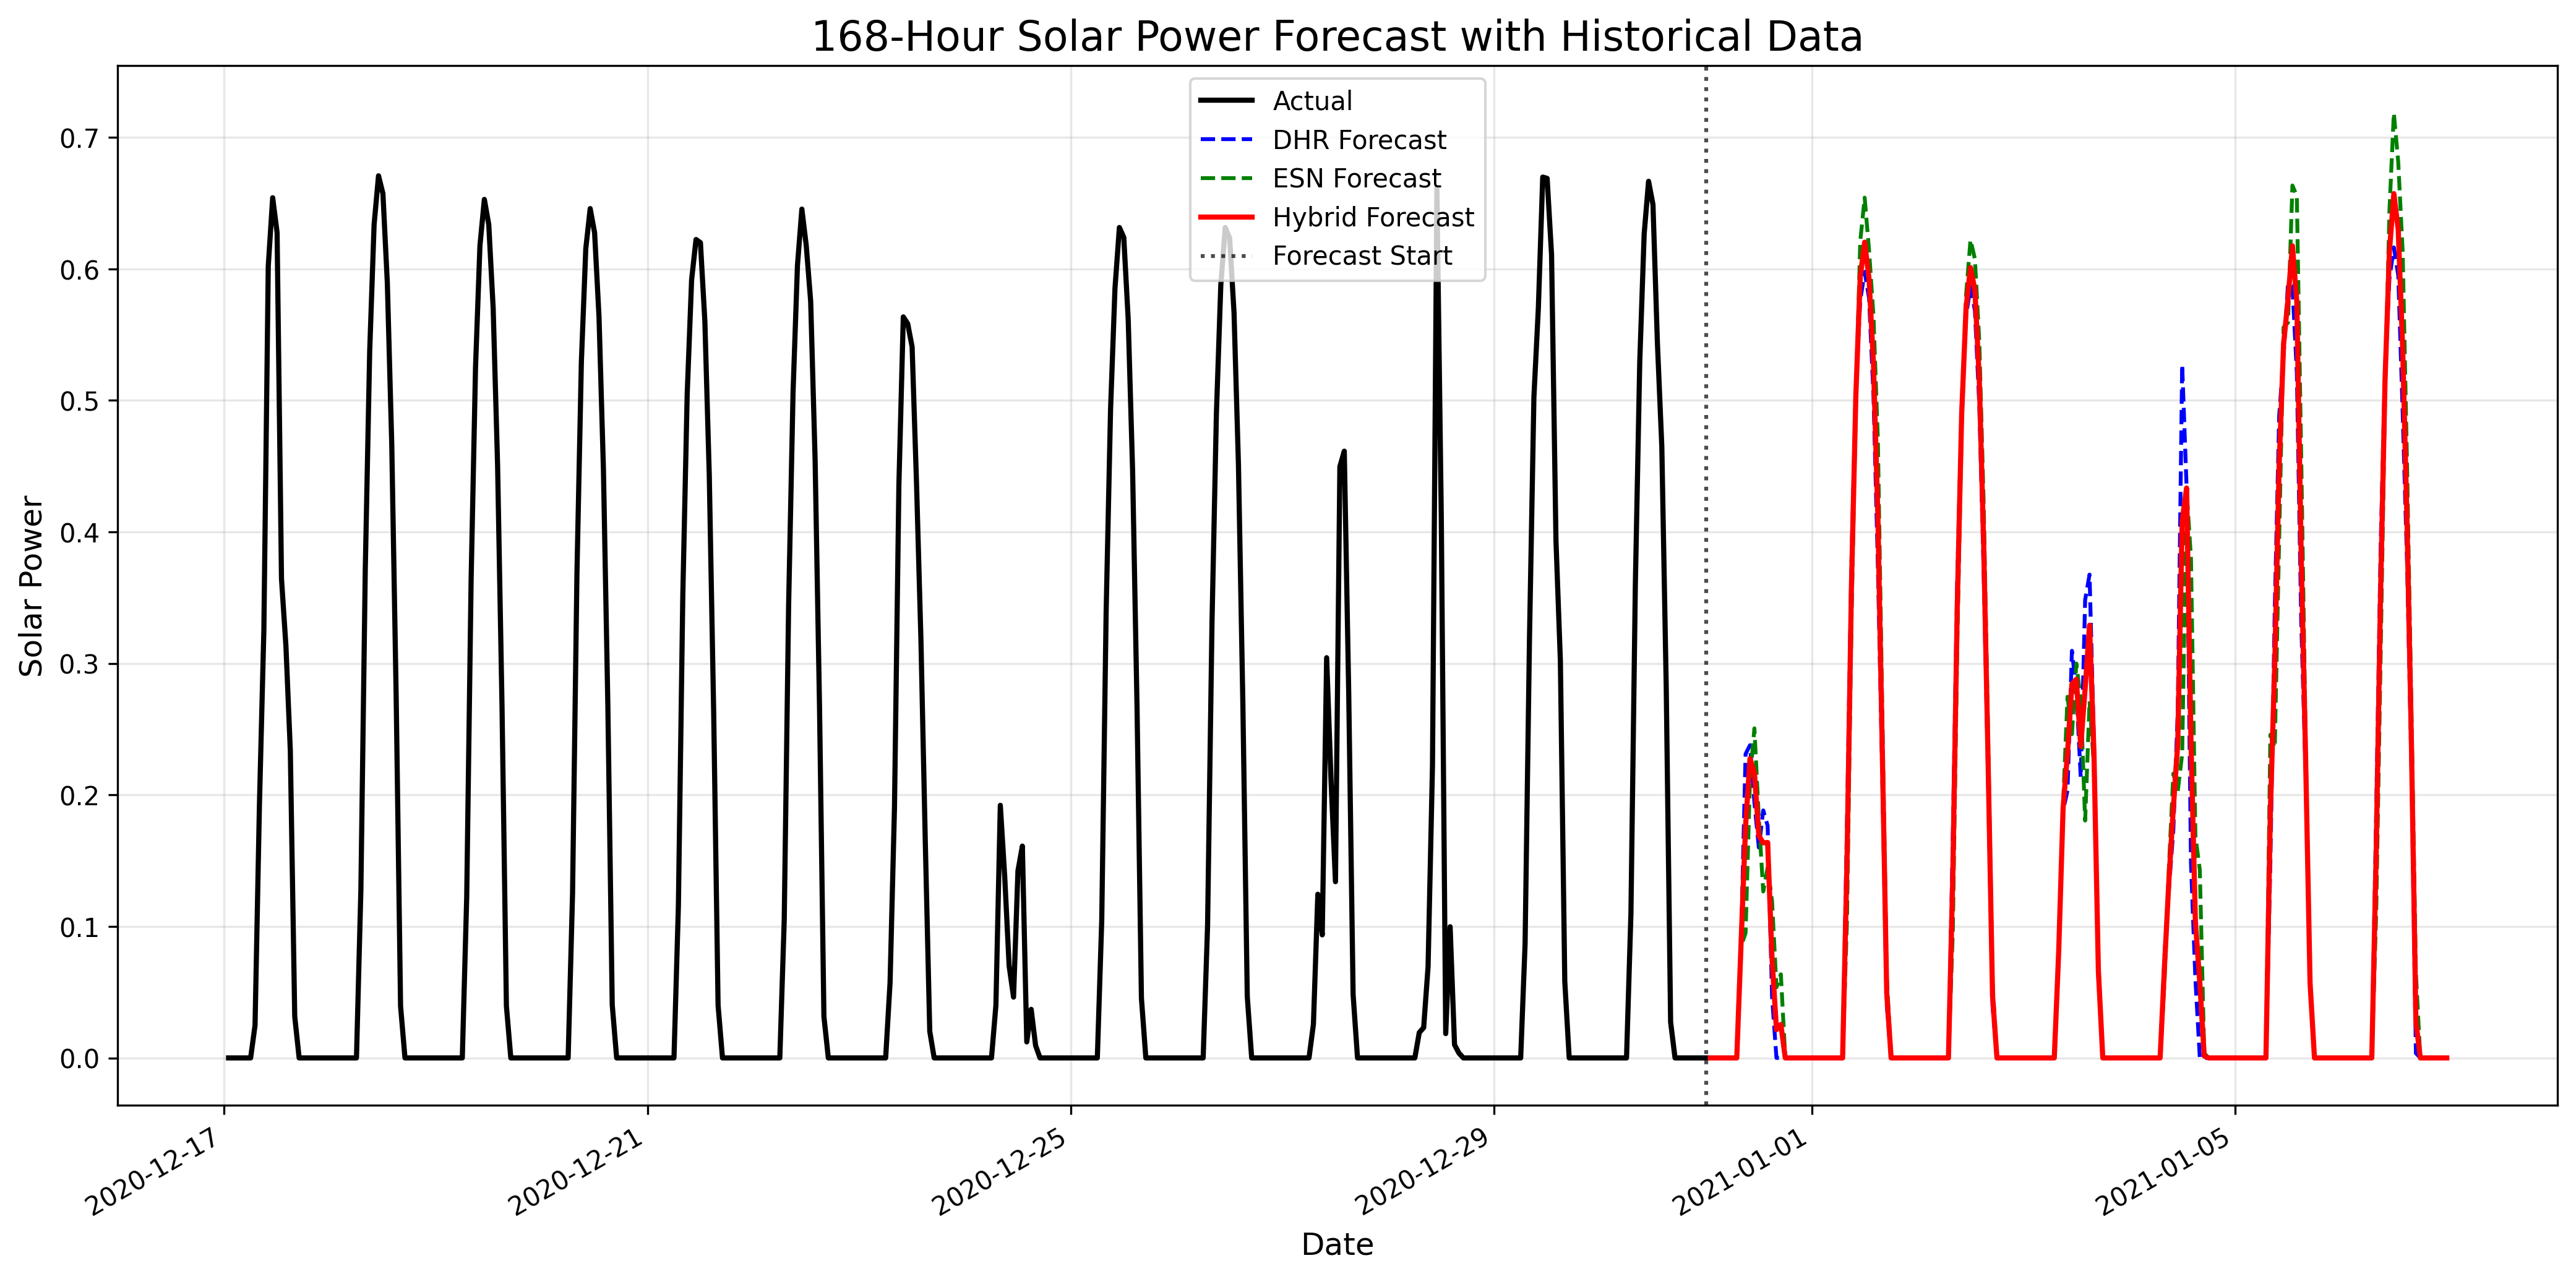 168-Hour Solar Power Forecast with Historical Data
Actual
DHR Forecast
ESN Forecast
Hybrid Forecast
Forecast Start
Solar Power
0.7
0.6
0.5
0.4
0.3
0.2
0.1
0.0
2020-12-17
2020-12-21
2020-12-25
2020-12-29
2021-01-01
2021-01-05
Date